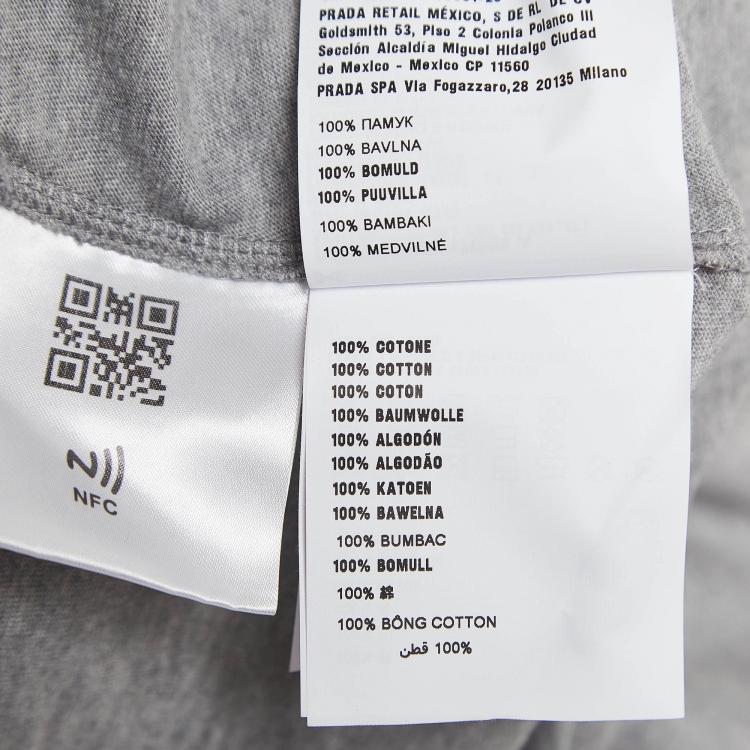 PRADA RETAIL MÉXICO, S DE RL DE CV
Goldsmith 53, Piso 2 Colonia Polanco III
Sección Alcaldía Miguel Hidalgo Ciudad
de Mexico - Mexico CP 11560
PRADA SPA Via Fogazzaro,28 20135 Milano
100% ПАМУК
100% BAVLNA
100% BOMULD
100% PUUVILLA
100% BAMBAKI
100% MEDVILNĖ
NFC
100% COTONE
100% COTTON
100% COTON
100% BAUMWOLLE
100% ALGODÓN
100% ALGODÃO
100% KATOEN
100% BAWELNA
100% BUMBAC
100% BOMULL
100% 綿
100% BÔNG COTTON
100% قطن